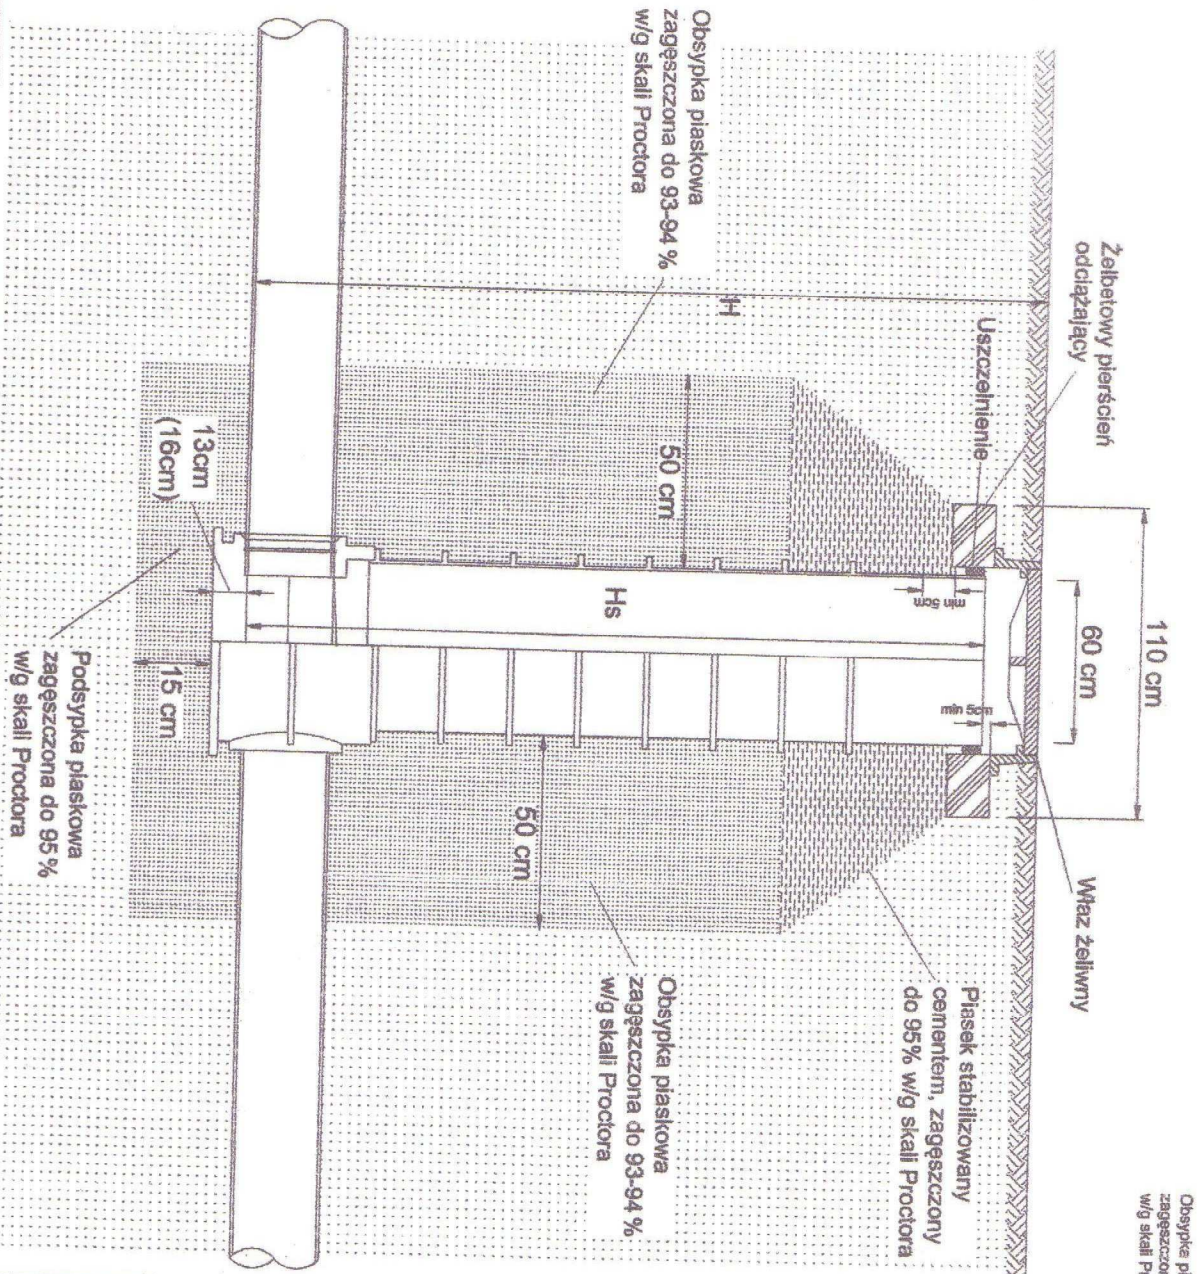 Obsypka piaskowa
zagęszczona do 93-94 %
w/g skali Proctora
Żelbetowy pierścień
odciążający
Uszczelnienie
H
50 cm
110 cm
60 cm
min 5cm
min 5cm
Hs
Właz żeliwny
Piasek stabilizowany
cementem, zagęszczony
do 95% w/g skali Proctora
50 cm
Obsypka piaskowa
zagęszczona do 93-94 %
w/g skali Proctora
13cm
(16cm)
15 cm
Podsypka piaskowa
zagęszczona do 95 %
w/g skali Proctora
Obsypka
w/g skali